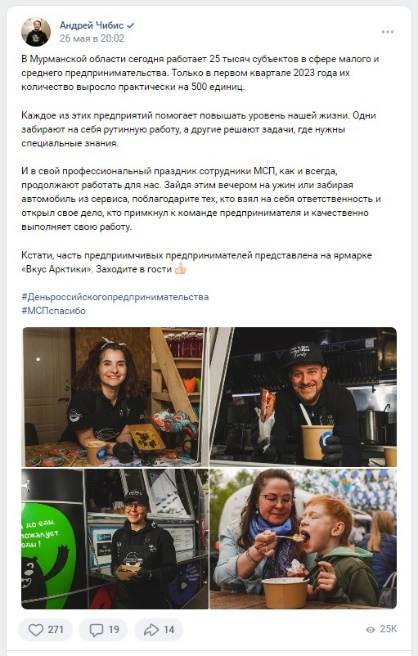 Андрей Чибис
26 мая в 20:02
В Мурманской области сегодня работает 25 тысяч субъектов в сфере малого и
среднего предпринимательства. Только в первом квартале 2023 года их
количество выросло практически на 500 единиц.
Каждое из этих предприятий помогает повышать уровень нашей жизни. Одни
забирают на себя рутинную работу, а другие решают задачи, где нужны
специальные знания.
И в свой профессиональный праздник сотрудники МСП, как и всегда,
продолжают работать для нас. Зайдя этим вечером на ужин или забирая
автомобиль из сервиса, поблагодарите тех, кто взял на себя ответственность и
открыл свое дело, кто примкнул к команде предпринимателя и качественно
выполняет свою работу.
Кстати, часть предприимчивых предпринимателей представлена на ярмарке
«Вкус Арктики». Заходите в гости 👍🏻
#Деньроссийскогопредпринимательства
#МСПспасибо
до еды,
пожалует
271
19
14
25K